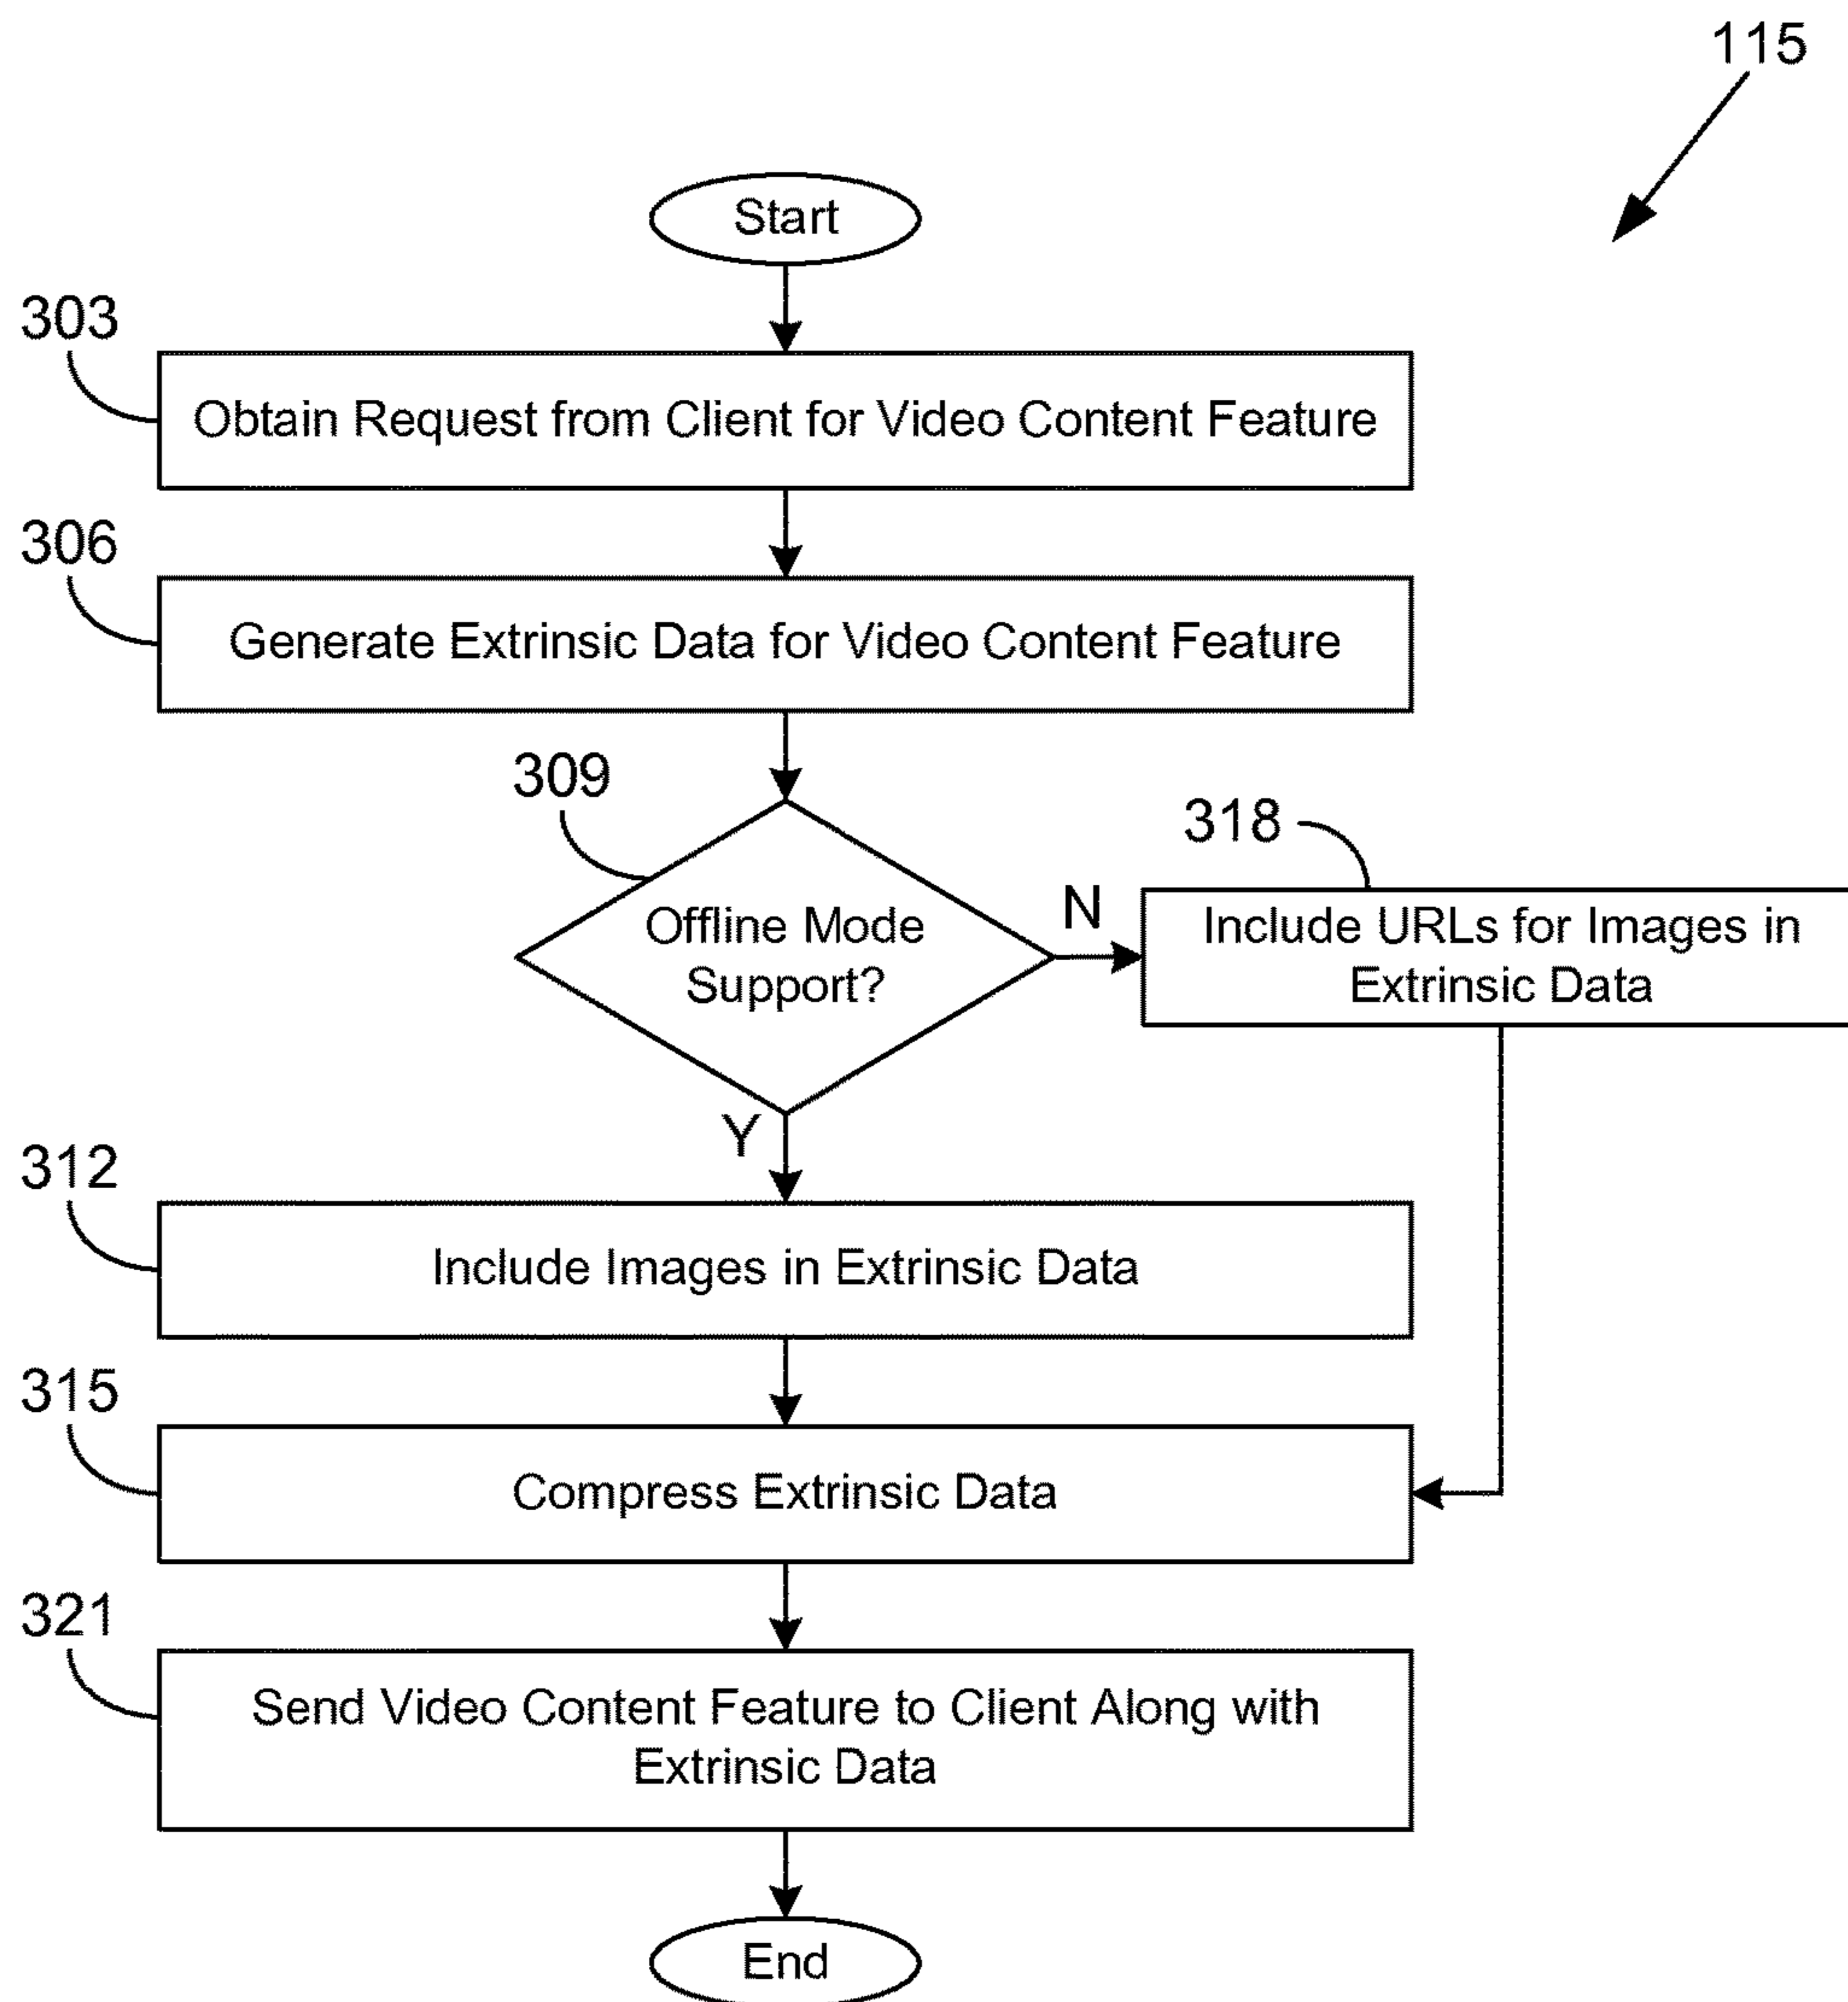 115
Start
303
Obtain Request from Client for Video Content Feature
306
Generate Extrinsic Data for Video Content Feature
309
Offline Mode
Support?
N
318
Include URLs for Images in
Extrinsic Data
Y
312
Include Images in Extrinsic Data
315
Compress Extrinsic Data
321
Send Video Content Feature to Client Along with
Extrinsic Data
End